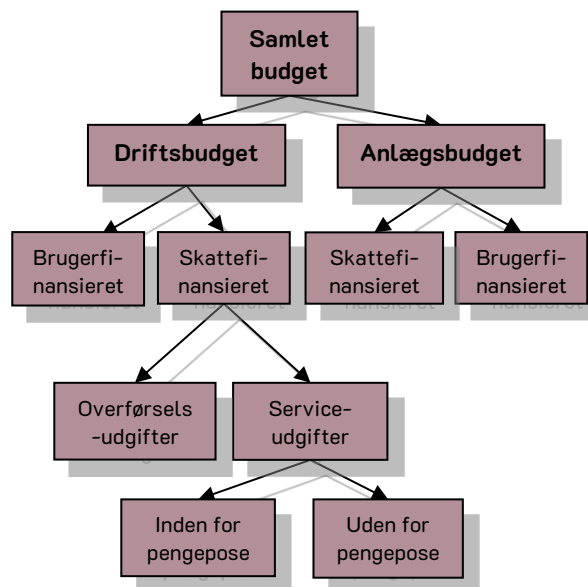 Samlet
budget
Driftsbudget
Anlægsbudget
Brugerfi-
nansieret
Skattefi-
nansieret
Skattefi-
nansieret
Brugerfi-
nansieret
Overførsels
-udgifter
Service-
udgifter
Inden for
pengepose
Uden for
pengepose